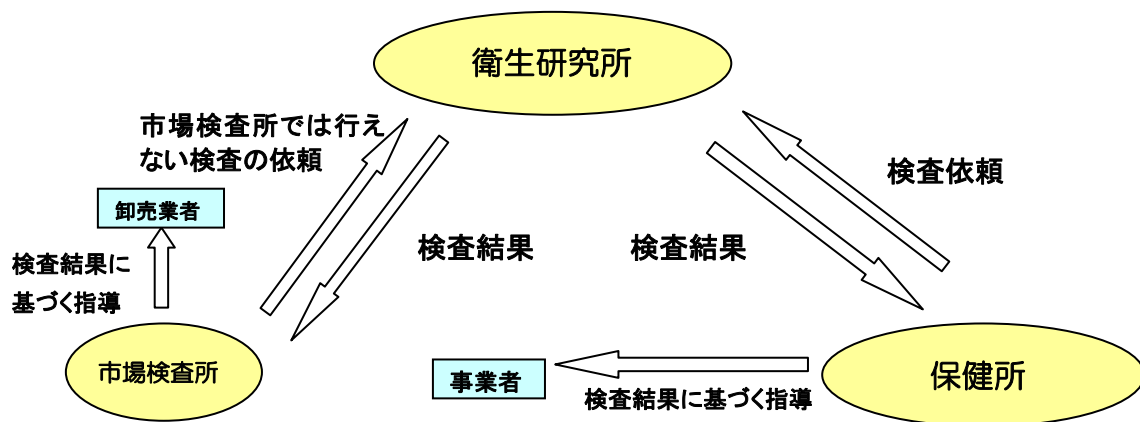 衛生研究所
市場検査所では行え
ない検査の依頼
検査依頼
卸売業者
検査結果
検査結果
検査結果に
基づく指導
市場検査所
事業者
保健所
検査結果に基づく指導